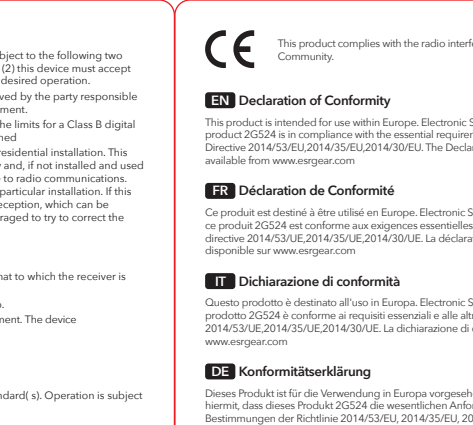 bject to the following two
(2) this device must accept
desired operation.
ved by the party responsible
ment.
he limits for a Class B digital
ned
residential installation. This
y and, if not installed and used
e to radio communications.
particular installation. If this
eception, which can be
raged to try to correct the
nat to which the receiver is
o.
ment. The device
ndard( s). Operation is subject
CE This product complies with the radio interf
Community.
EN Declaration of Conformity
This product is intended for use within Europe. Electronic S
product 2G524 is in compliance with the essential requirem
Directive 2014/53/EU,2014/35/EU,2014/30/EU. The Declar
available from www.esrgear.com
FR Déclaration de Conformité
Ce produit est destiné à être utilisé en Europe. Electronic S
ce produit 2G524 est conforme aux exigences essentielles
directive 2014/53/UE,2014/35/UE,2014/30/UE. La déclarat
disponible sur www.esrgear.com
IT Dichiarazione di conformità
Questo prodotto è destinato all'uso in Europa. Electronic S
prodotto 2G524 è conforme ai requisiti essenziali e alle altr
2014/53/UE,2014/35/UE,2014/30/UE. La dichiarazione di c
www.esrgear.com
DE Konformitätserklärung
Dieses Produkt ist für die Verwendung in Europa vorgesehe
hiermit, dass dieses Produkt 2G524 die wesentlichen Anfor
Bestimmungen der Richtlinie 2014/53/EU, 2014/35/EU, 20